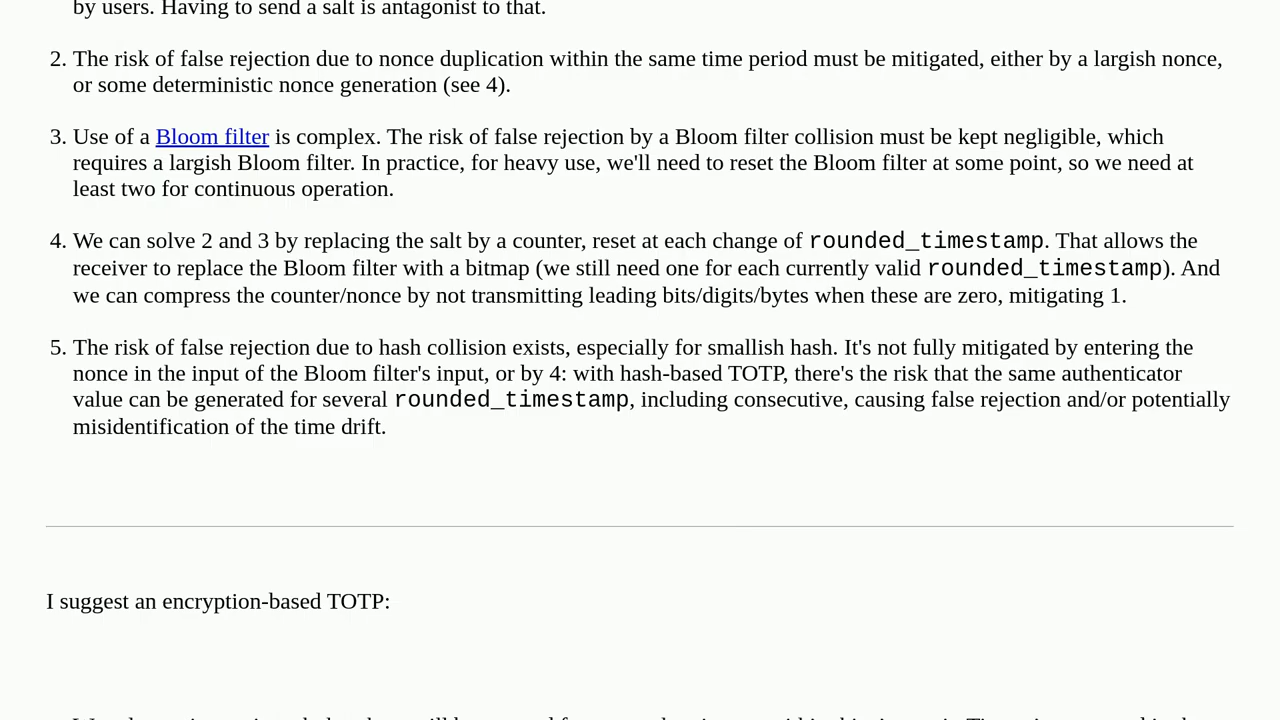 by users. Having to send a salt is antagonist to that.
2. The risk of false rejection due to nonce duplication within the same time period must be mitigated, either by a largish nonce,
or some deterministic nonce generation (see 4).
3. Use of a Bloom filter is complex. The risk of false rejection by a Bloom filter collision must be kept negligible, which
requires a largish Bloom filter. In practice, for heavy use, we'll need to reset the Bloom filter at some point, so we need at
least two for continuous operation.
4. We can solve 2 and 3 by replacing the salt by a counter, reset at each change of rounded_timestamp. That allows the
receiver to replace the Bloom filter with a bitmap (we still need one for each currently valid rounded_timestamp). And
we can compress the counter/nonce by not transmitting leading bits/digits/bytes when these are zero, mitigating 1.
5. The risk of false rejection due to hash collision exists, especially for smallish hash. It's not fully mitigated by entering the
nonce in the input of the Bloom filter's input, or by 4: with hash-based TOTP, there's the risk that the same authenticator
value can be generated for several rounded_timestamp, including consecutive, causing false rejection and/or potentially
misidentification of the time drift.
I suggest an encryption-based TOTP: